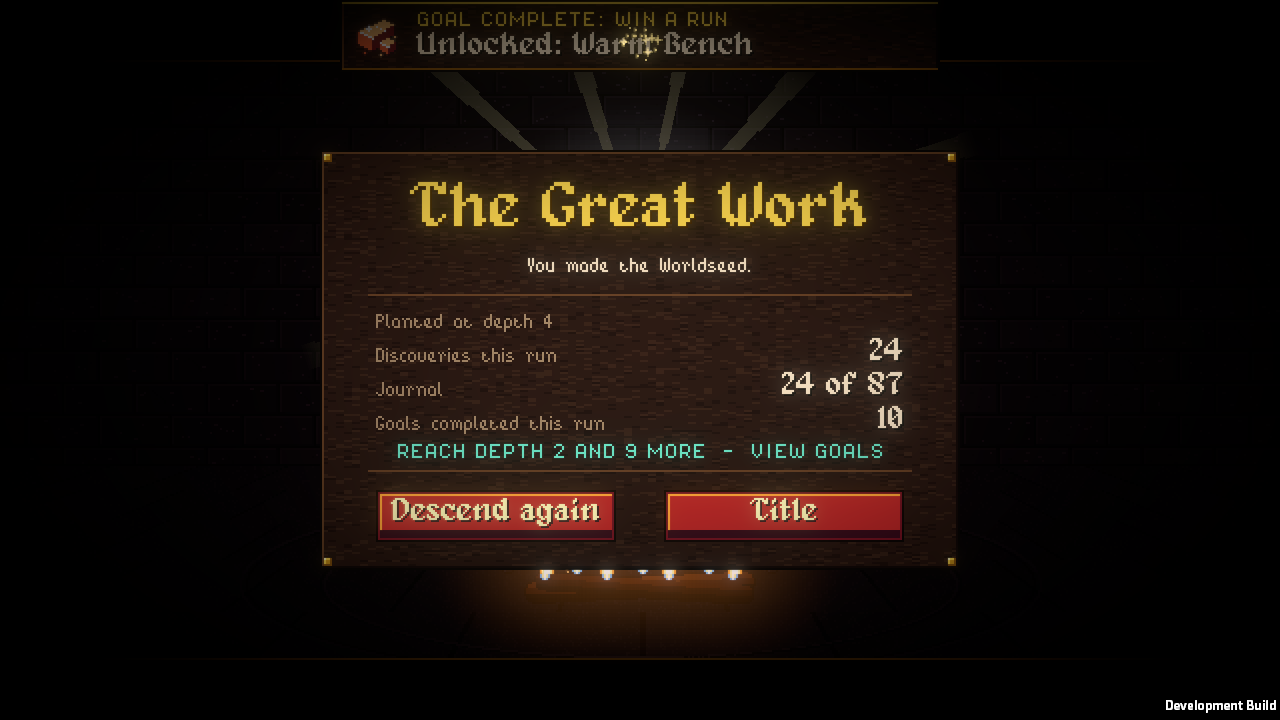 GOAL COMPLETE: WIN A RUN
Unlocked: Warm Bench
The Great Work
You made the Worldseed.
Planted at depth 4
Discoveries this run 24
Journal 24 of 87
Goals completed this run 10
REACH DEPTH 2 AND 9 MORE - VIEW GOALS
Descend again Title
Development Build